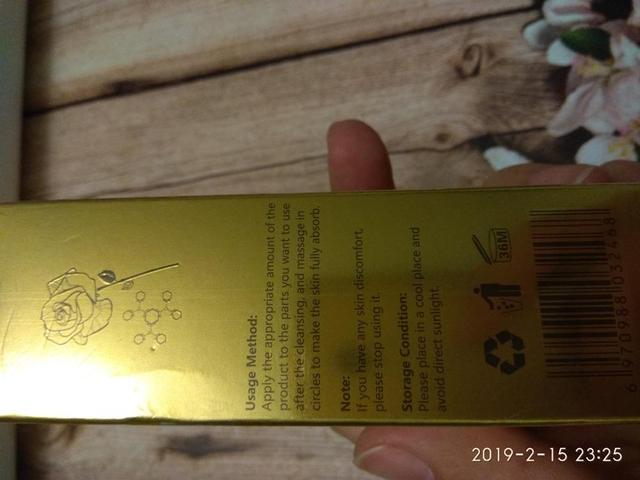 Usage Method:
Apply the appropriate amount of the
product to the parts you want to use
after the cleansing, and massage in
circles to make the skin fully absorb.
Note:
If you have any skin discomfort,
please stop using it.
Storage Condition:
Please place in a cool place and
avoid direct sunlight.
36M
6 970988 032468
2019-2-15 23:25